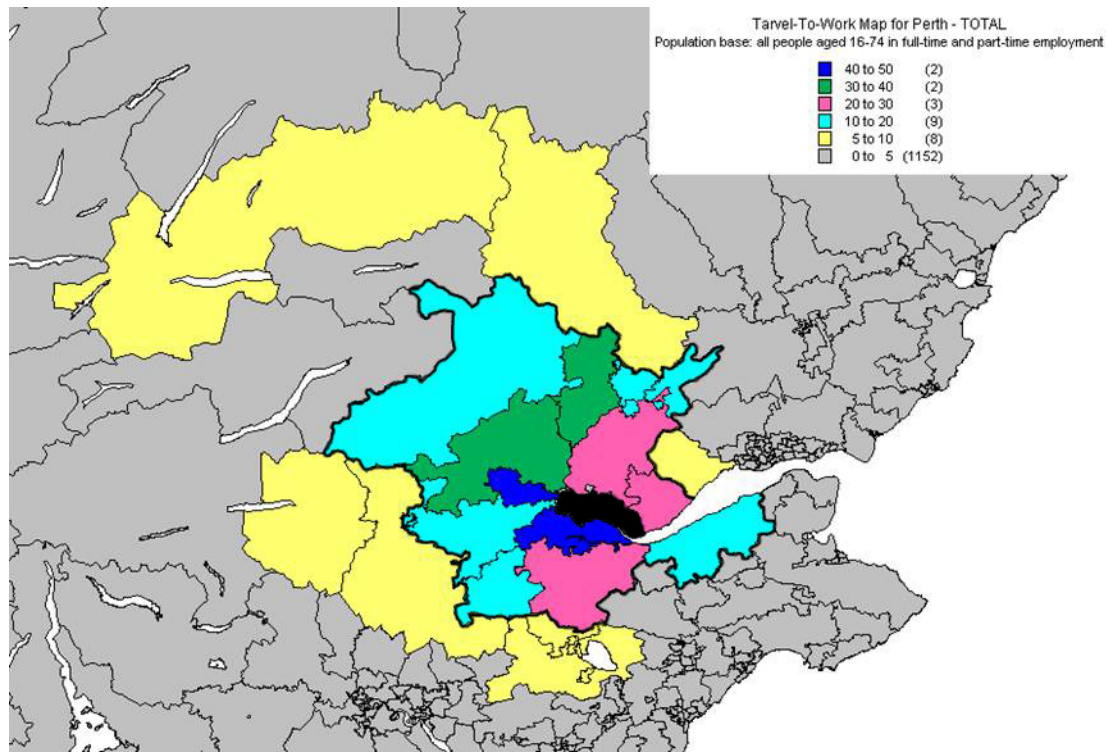 Tarvel-To-Work Map for Perth - TOTAL
Population base: all people aged 16-74 in full-time and part-time employment
40 to 50 (2)
30 to 40 (2)
20 to 30 (3)
10 to 20 (9)
5 to 10 (8)
0 to 5 (1152)